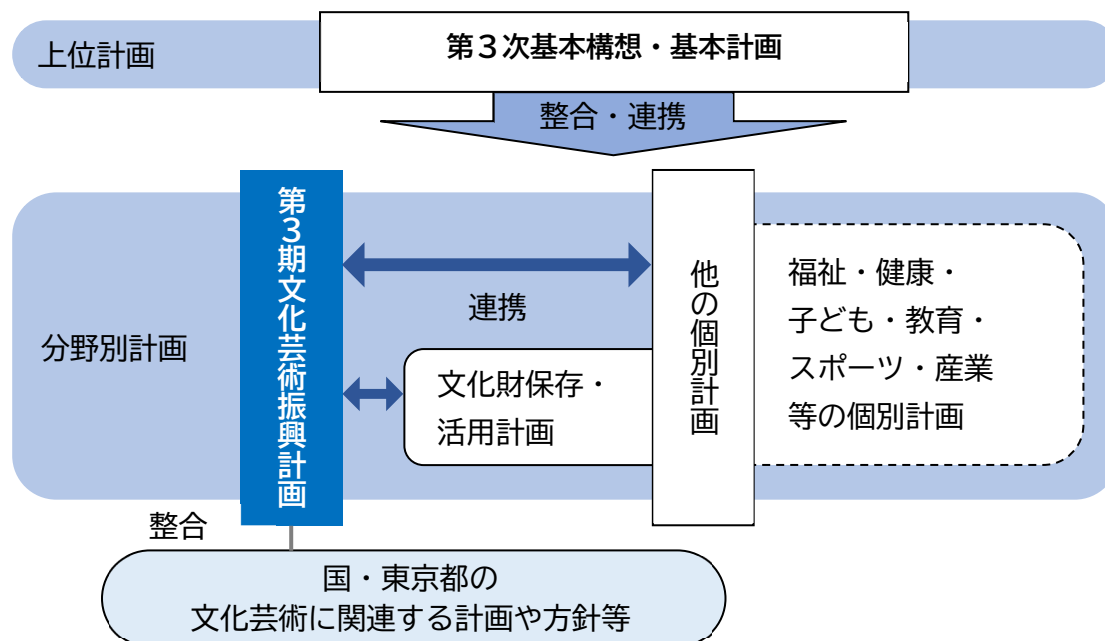 上位計画
第3次基本構想・基本計画
整合・連携
分野別計画
第3期文化芸術振興計画
連携
文化財保存・
活用計画
他の個別計画
福祉・健康・
子ども・教育・
スポーツ・産業
等の個別計画
整合
国・東京都の
文化芸術に関連する計画や方針等